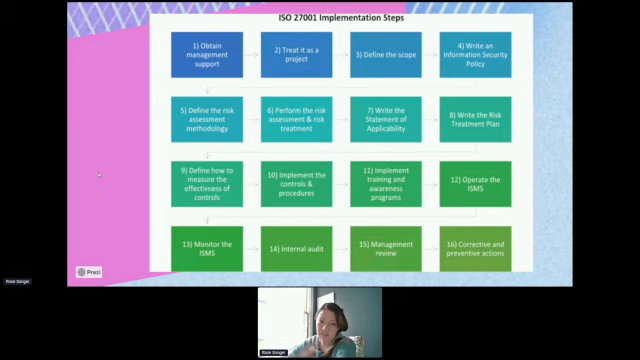 ISO 27001 Implementation Steps
1) Obtain
management
support
2) Treat it as a
project
3) Define the scope
4) Write an
Information Security
Policy
5) Define the risk
assessment
methodology
6) Perform the risk
assessment & risk
treatment
7) Write the
Statement of
Applicability
8) Write the Risk
Treatment Plan
9) Define how to
measure the
effectiveness of
controls
10) Implement the
controls &
procedures
11) Implement
training and
awareness
programs
12) Operate the
ISMS
13) Monitor the
ISMS
14) Internal audit
15) Management
review
16) Corrective and
preventive actions
Prezi